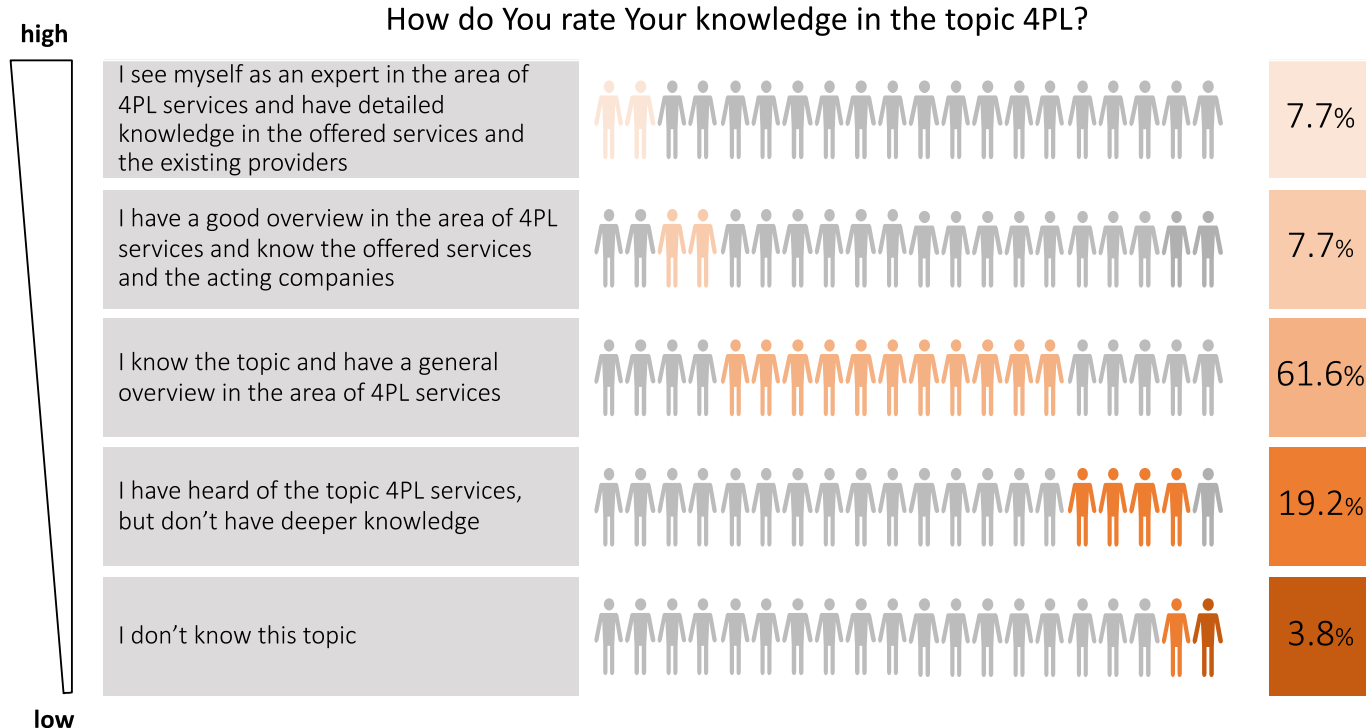 How do You rate Your knowledge in the topic 4PL?
high
I see myself as an expert in the area of
4PL services and have detailed
knowledge in the offered services and
the existing providers
7.7%
I have a good overview in the area of 4PL
services and know the offered services
and the acting companies
7.7%
I know the topic and have a general
overview in the area of 4PL services
61.6%
I have heard of the topic 4PL services,
but don’t have deeper knowledge
19.2%
I don’t know this topic
3.8%
low